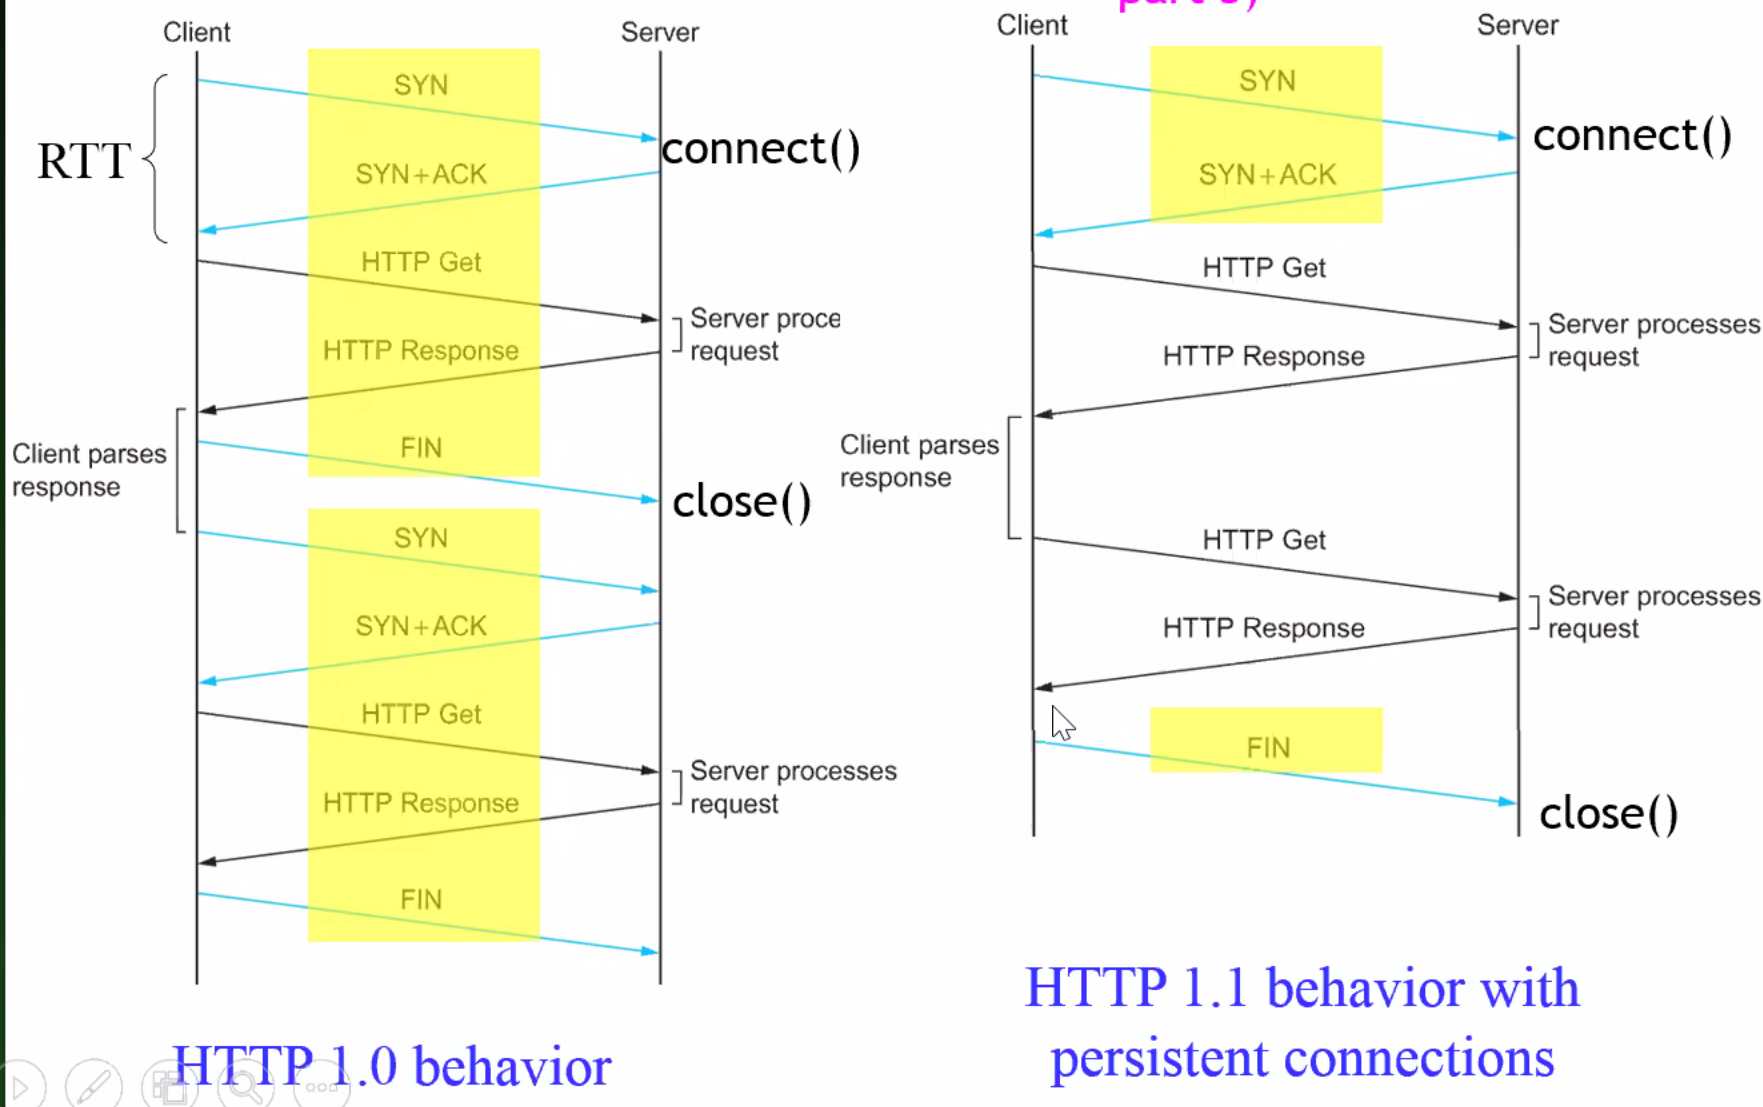 Client
Server
SYN
RTT
connect()
SYN+ACK
HTTP Get
Server proce
request
HTTP Response
Client parses
response
FIN
close()
SYN
SYN+ACK
HTTP Get
Server processes
request
HTTP Response
FIN
HTTP 1.0 behavior
Client
Server
SYN
connect()
SYN+ACK
HTTP Get
Server processes
request
HTTP Response
Client parses
response
HTTP Get
Server processes
request
HTTP Response
FIN
close()
HTTP 1.1 behavior with
persistent connections